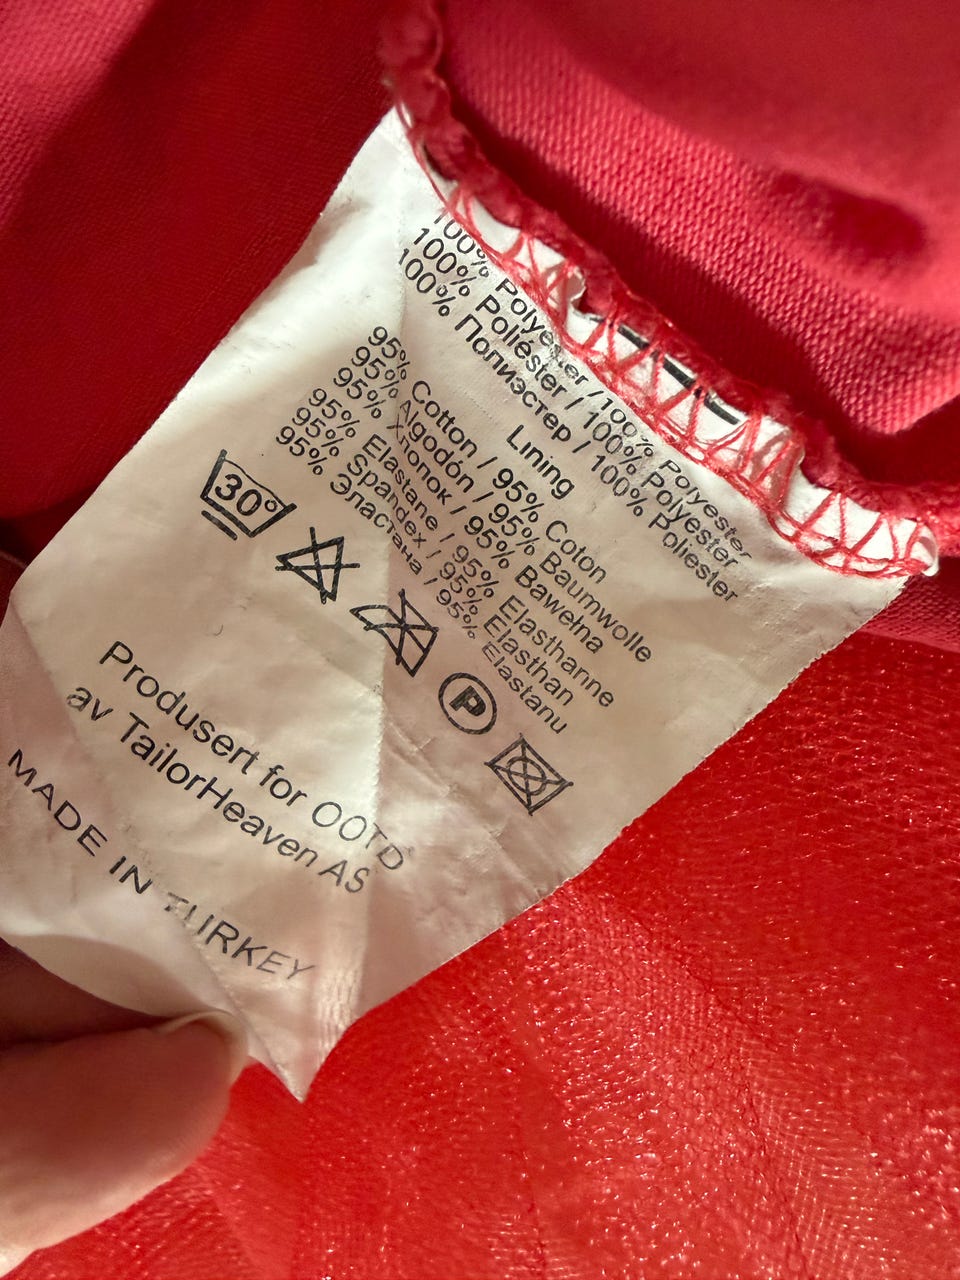 100% Polyester / 100% Polyester
100% Poliéster / 100% Polyester
100% Полиэстер / 100% Poliester
Lining
95% Cotton / 95% Coton
95% Algodón / 95% Baumwolle
95% Хлопок / 95% Bawełna
95% Elastane / 95% Elasthanne
95% Spandex / 95% Elasthan
95% Эластана / 95% Elastanu
30°
P
Produsert for OOTD
av TailorHeaven AS
MADE IN TURKEY